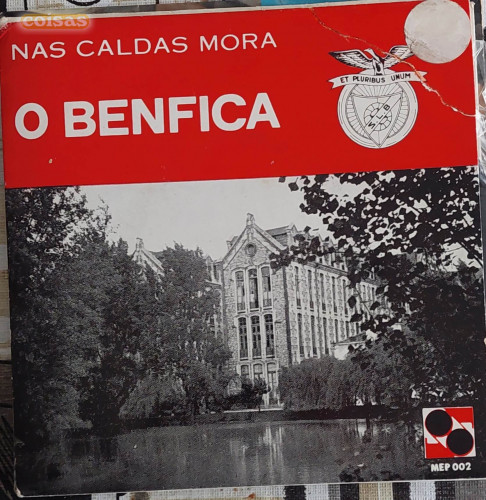 coisas
NAS CALDAS MORA
O BENFICA
ET PLURIBUS UNUM
MEP 002